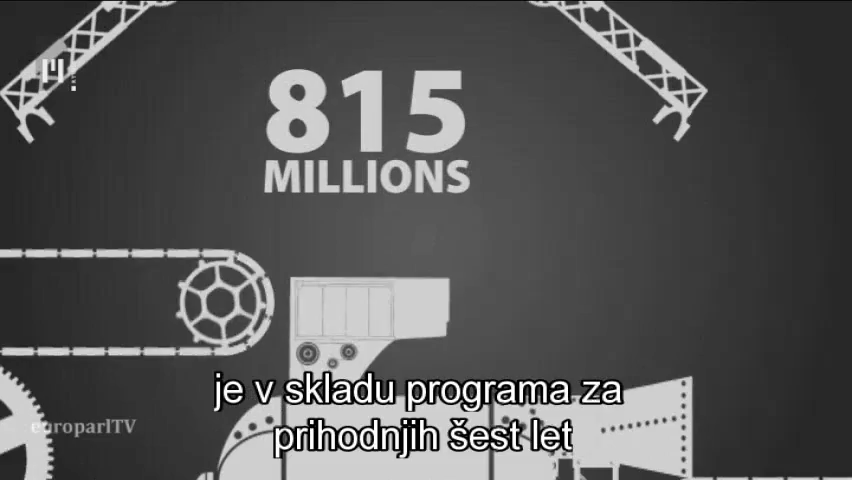 815
MILLIONS
je v skladu programa za
prihodnjih šest let
europarlTV